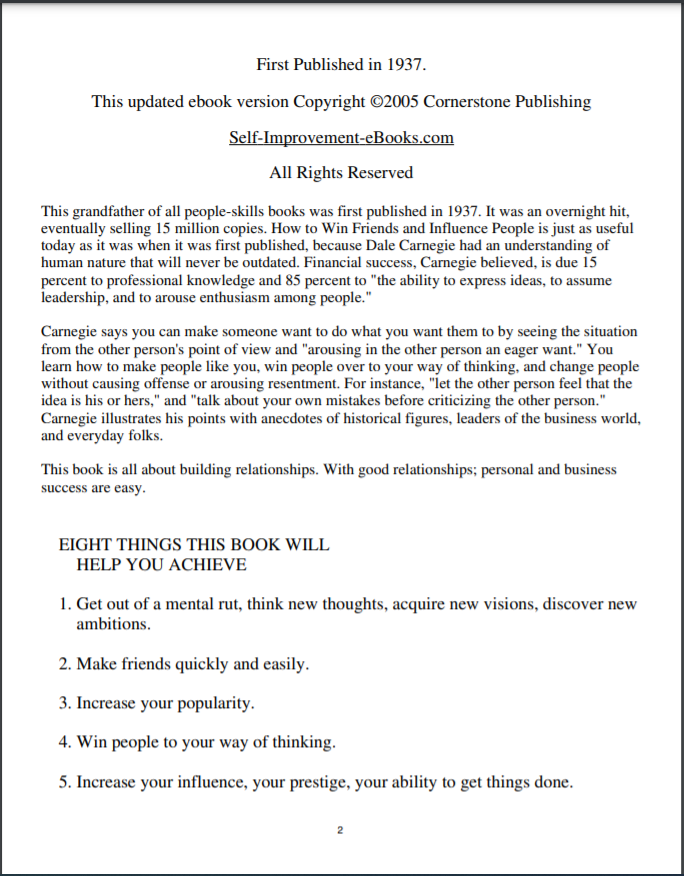 First Published in 1937.
This updated ebook version Copyright ©2005 Cornerstone Publishing
Self-Improvement-eBooks.com
All Rights Reserved
This grandfather of all people-skills books was first published in 1937. It was an overnight hit,
eventually selling 15 million copies. How to Win Friends and Influence People is just as useful
today as it was when it was first published, because Dale Carnegie had an understanding of
human nature that will never be outdated. Financial success, Carnegie believed, is due 15
percent to professional knowledge and 85 percent to "the ability to express ideas, to assume
leadership, and to arouse enthusiasm among people."
Carnegie says you can make someone want to do what you want them to by seeing the situation
from the other person's point of view and "arousing in the other person an eager want." You
learn how to make people like you, win people over to your way of thinking, and change people
without causing offense or arousing resentment. For instance, "let the other person feel that the
idea is his or hers," and "talk about your own mistakes before criticizing the other person."
Carnegie illustrates his points with anecdotes of historical figures, leaders of the business world,
and everyday folks.
This book is all about building relationships. With good relationships; personal and business
success are easy.
EIGHT THINGS THIS BOOK WILL
HELP YOU ACHIEVE
1. Get out of a mental rut, think new thoughts, acquire new visions, discover new
ambitions.
2. Make friends quickly and easily.
3. Increase your popularity.
4. Win people to your way of thinking.
5. Increase your influence, your prestige, your ability to get things done.
2